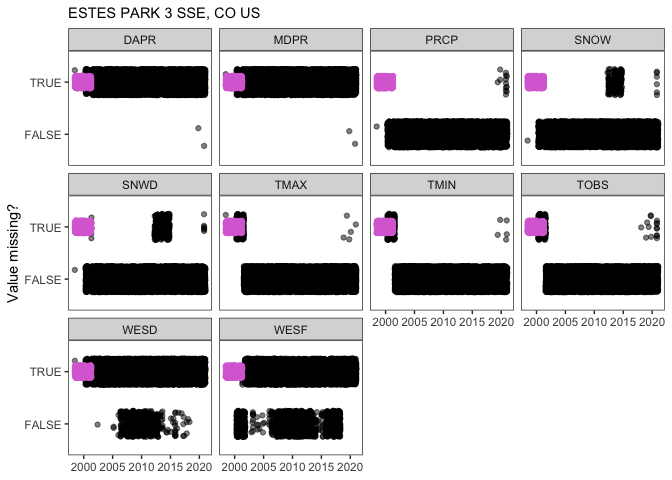 ESTES PARK 3 SSE, CO US
DAPR MDPR PRCP SNOW
TRUE
FALSE
SNWD TMAX TMIN TOBS
TRUE
FALSE
Value missing?
2000 2005 2010 2015 2020 2000 2005 2010 2015 2020
WESD WESF
TRUE
FALSE
2000 2005 2010 2015 2020 2000 2005 2010 2015 2020